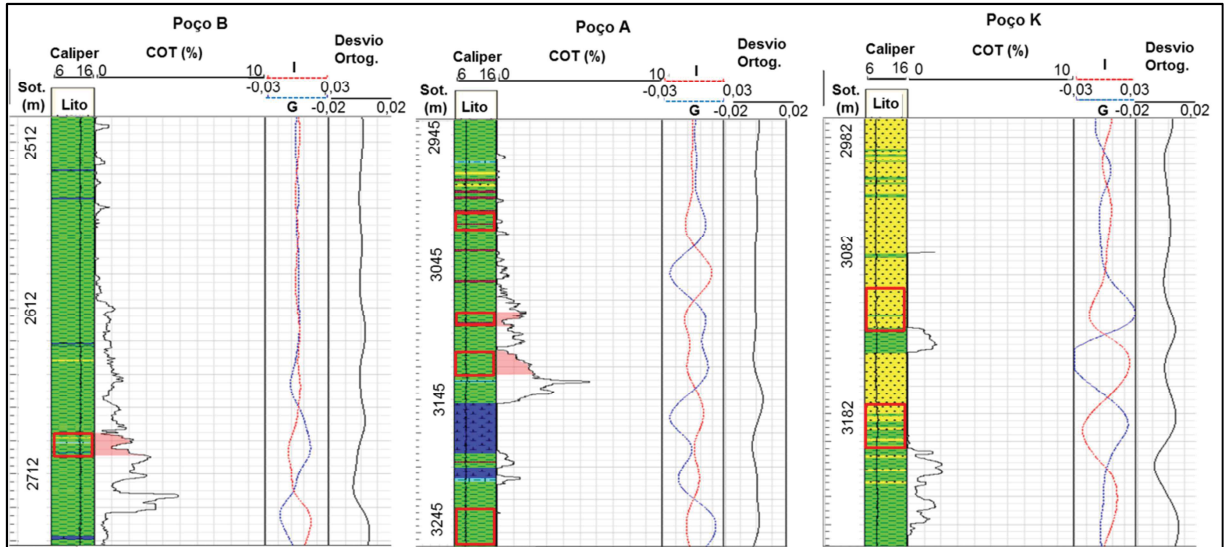 Poço B
Caliper
COT (%)
Desvio
Ortog.
6 16 0 10
I
-0,03 0,03
G
-0,02 0,02
Sot.
(m)
Lito
2512
2612
2712
Poço A
Caliper
COT (%)
Desvio
Ortog.
6 16 0 10
I
-0,03 0,03
G
-0,02 0,02
Sot.
(m)
Lito
2945
3045
3145
3245
Poço K
Caliper
COT (%)
Desvio
Ortog.
6 16 0 10
I
-0,03 0,03
G
-0,02 0,02
Sot.
(m)
Lito
2982
3082
3182